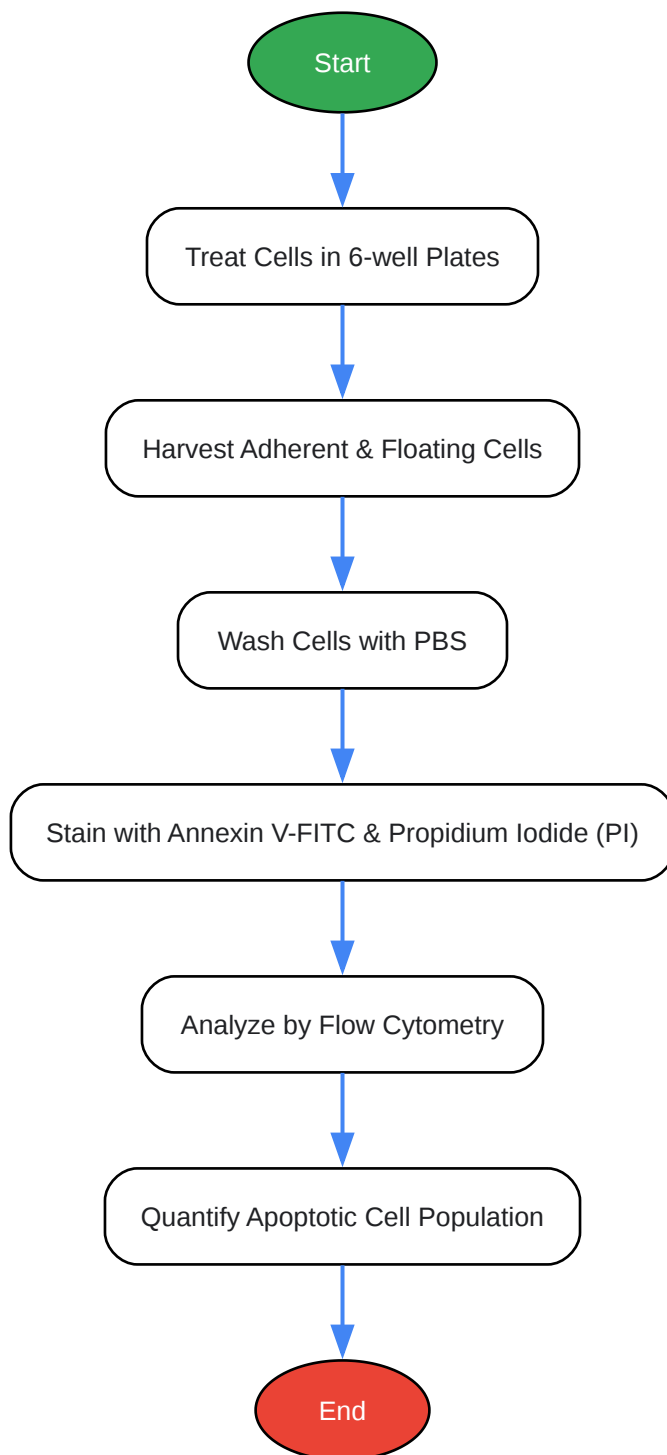 Start
Treat Cells in 6-well Plates
Harvest Adherent & Floating Cells
Wash Cells with PBS
Stain with Annexin V-FITC & Propidium Iodide (PI)
Analyze by Flow Cytometry
Quantify Apoptotic Cell Population
End